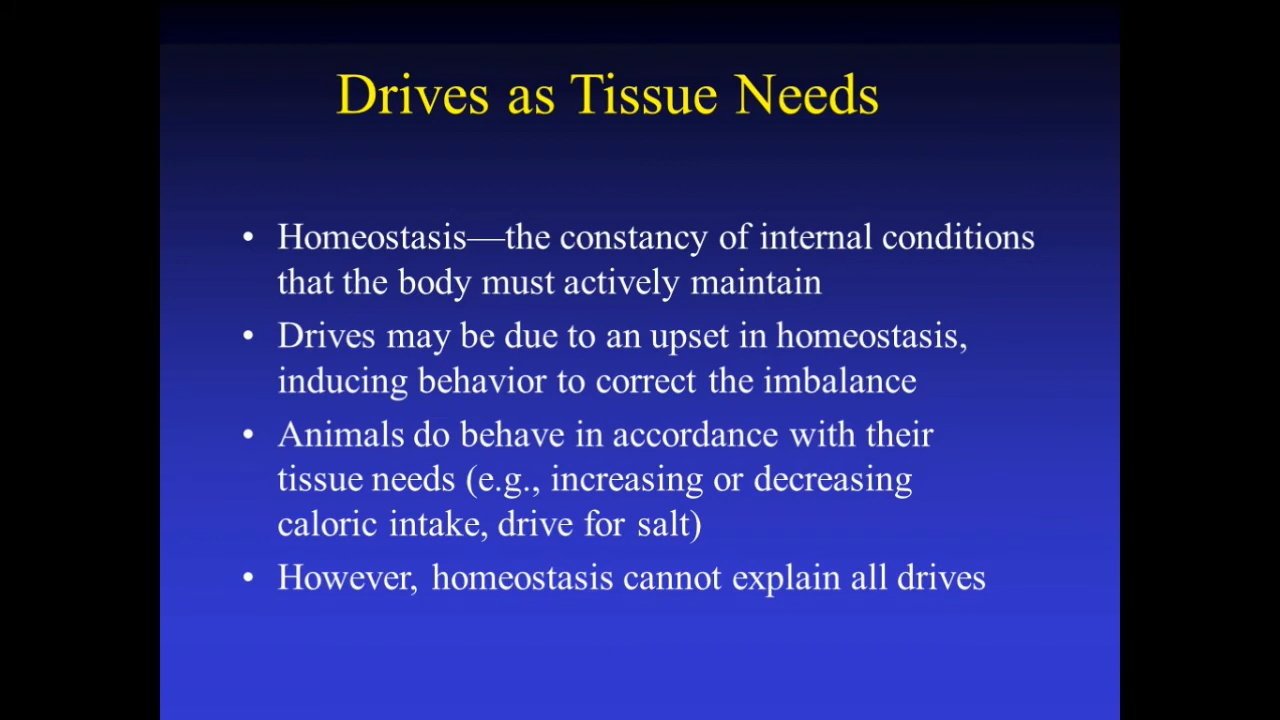 Drives as Tissue Needs
• Homeostasis—the constancy of internal conditions
that the body must actively maintain
• Drives may be due to an upset in homeostasis,
inducing behavior to correct the imbalance
• Animals do behave in accordance with their
tissue needs (e.g., increasing or decreasing
caloric intake, drive for salt)
• However, homeostasis cannot explain all drives